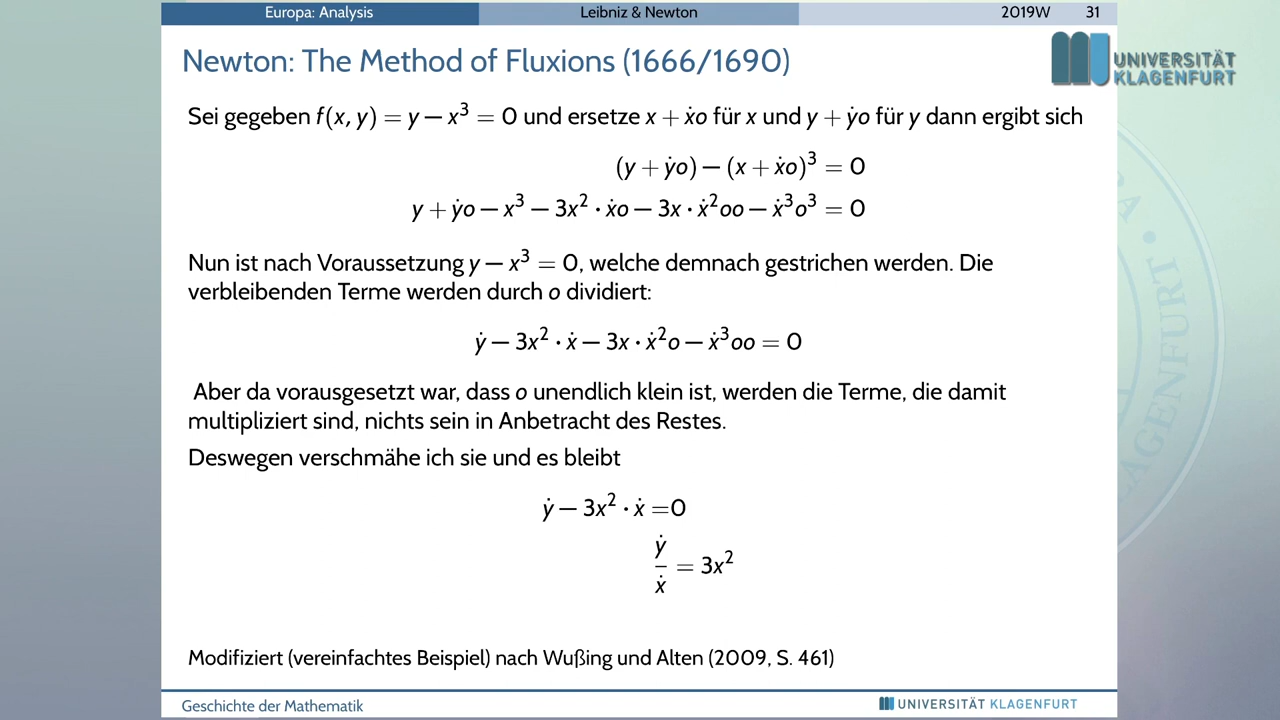 Europa: Analysis Leibniz & Newton 2019W 31
Newton: The Method of Fluxions (1666/1690)
UNIVERSITÄT
KLAGENFURT
Sei gegeben f(x, y) = y − x³ = 0 und ersetze x + ẋo für x und y + ẏo für y dann ergibt sich
(y + ẏo) − (x + ẋo)³ = 0
y + ẏo − x³ − 3x² · ẋo − 3x · ẋ²oo − ẋ³o³ = 0
Nun ist nach Voraussetzung y − x³ = 0, welche demnach gestrichen werden. Die
verbleibenden Terme werden durch o dividiert:
ẏ − 3x² · ẋ − 3x · ẋ²o − ẋ³oo = 0
Aber da vorausgesetzt war, dass o unendlich klein ist, werden die Terme, die damit
multipliziert sind, nichts sein in Anbetracht des Restes.
Deswegen verschmähe ich sie und es bleibt
ẏ − 3x² · ẋ =0
ẏ/ẋ = 3x²
Modifiziert (vereinfachtes Beispiel) nach Wußing und Alten (2009, S. 461)
Geschichte der Mathematik UNIVERSITÄT KLAGENFURT